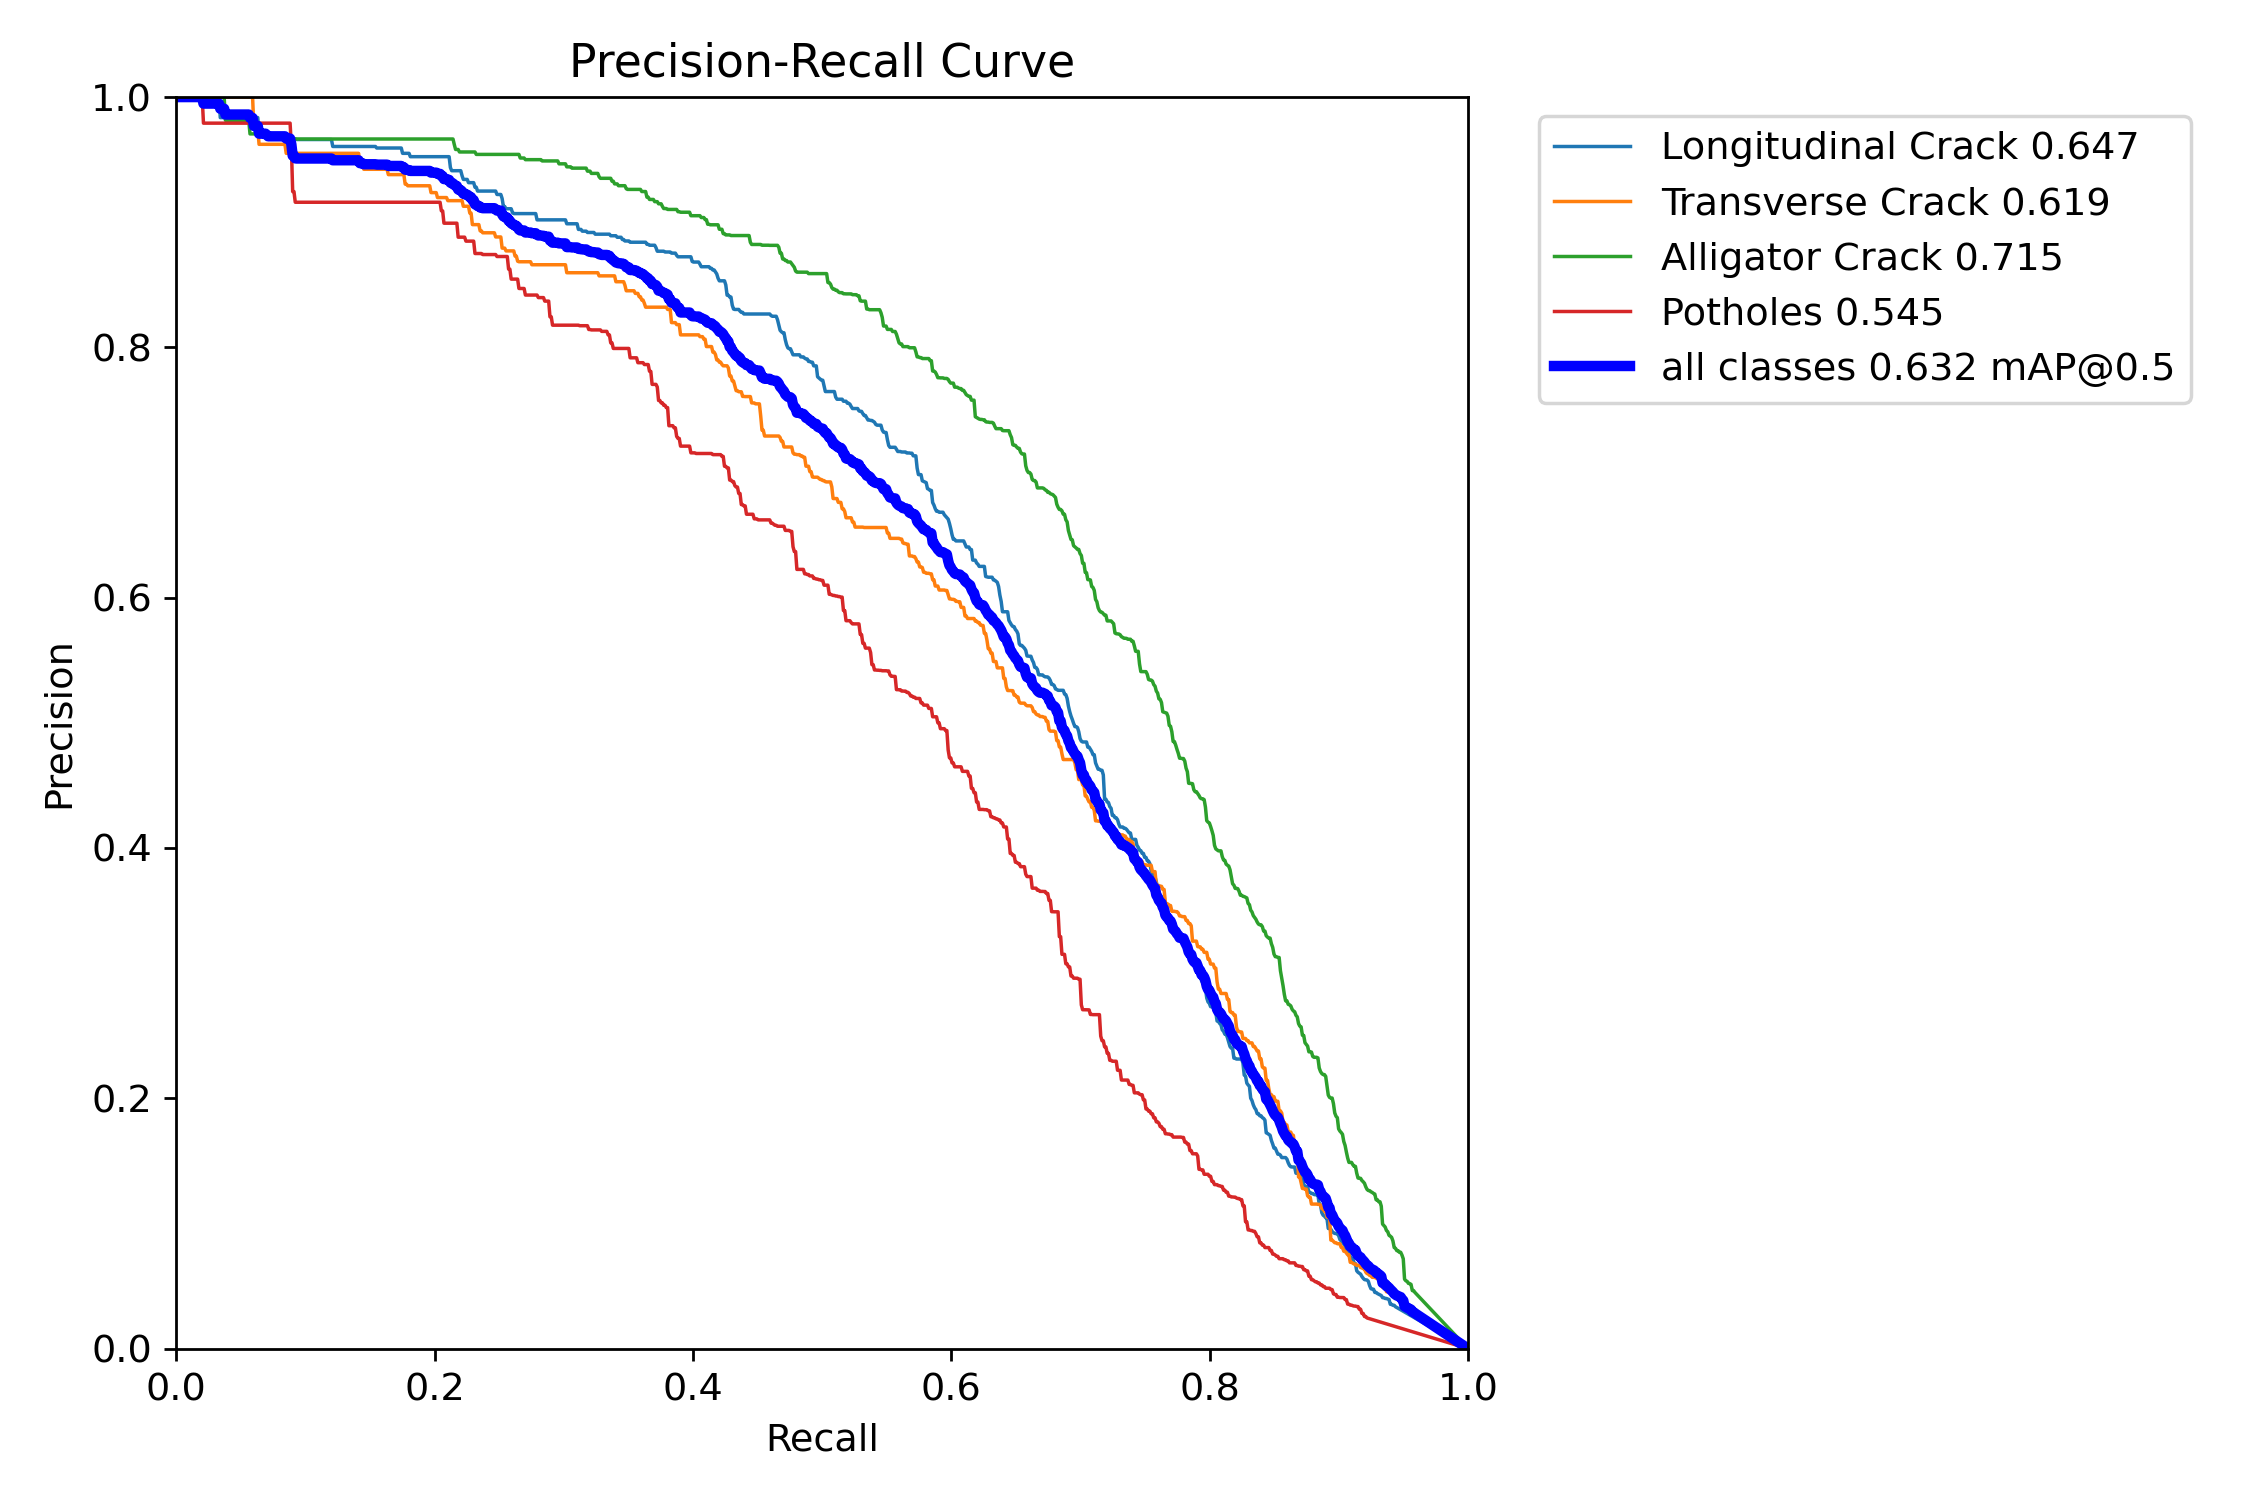 Precision-Recall Curve
1.0
0.8
0.6
0.4
0.2
0.0
Precision
0.0 0.2 0.4 0.6 0.8 1.0
Recall
Longitudinal Crack 0.647
Transverse Crack 0.619
Alligator Crack 0.715
Potholes 0.545
all classes 0.632 mAP@0.5